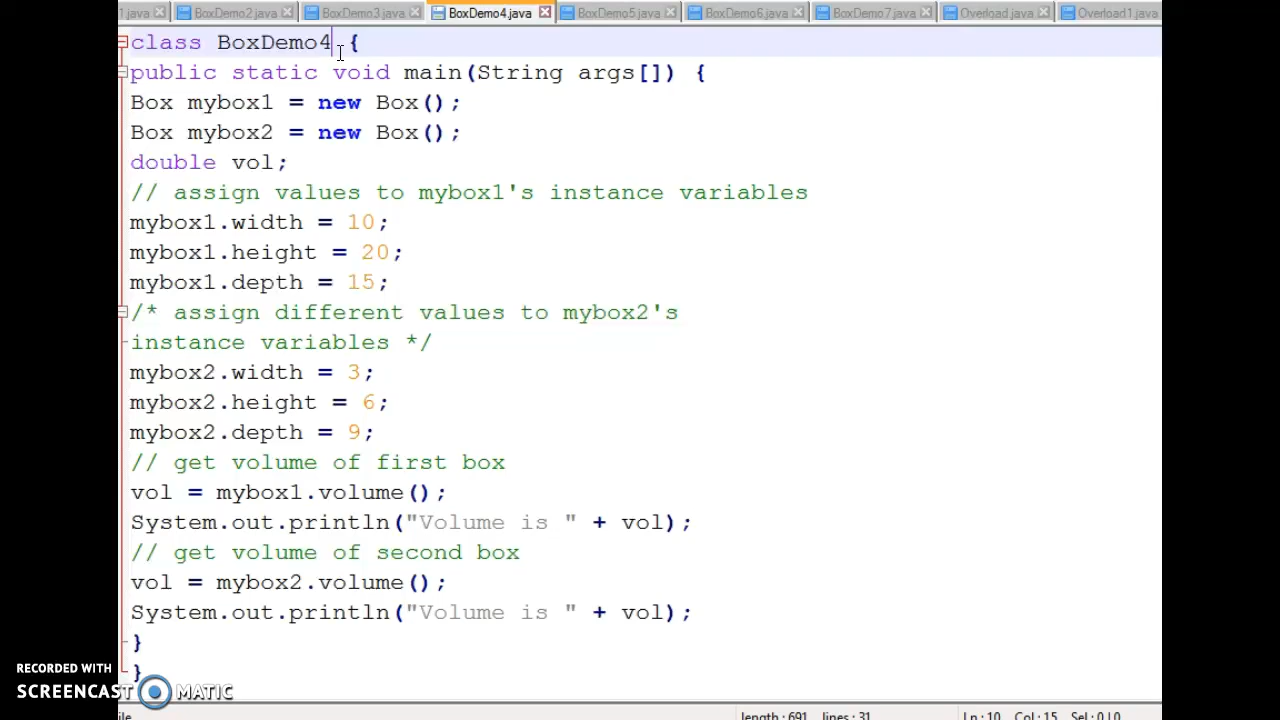 1.java BoxDemo2.java BoxDemo3.java BoxDemo4.java BoxDemo5.java BoxDemo6.java BoxDemo7.java Overload.java Overload1.java
class BoxDemo4 {
public static void main(String args[]) {
Box mybox1 = new Box();
Box mybox2 = new Box();
double vol;
// assign values to mybox1's instance variables
mybox1.width = 10;
mybox1.height = 20;
mybox1.depth = 15;
/* assign different values to mybox2's
instance variables */
mybox2.width = 3;
mybox2.height = 6;
mybox2.depth = 9;
// get volume of first box
vol = mybox1.volume();
System.out.println("Volume is " + vol);
// get volume of second box
vol = mybox2.volume();
System.out.println("Volume is " + vol);
}
}
RECORDED WITH
SCREENCAST MATIC
length : 691 lines : 31 Ln : 10 Col : 15 Sel : 0 | 0